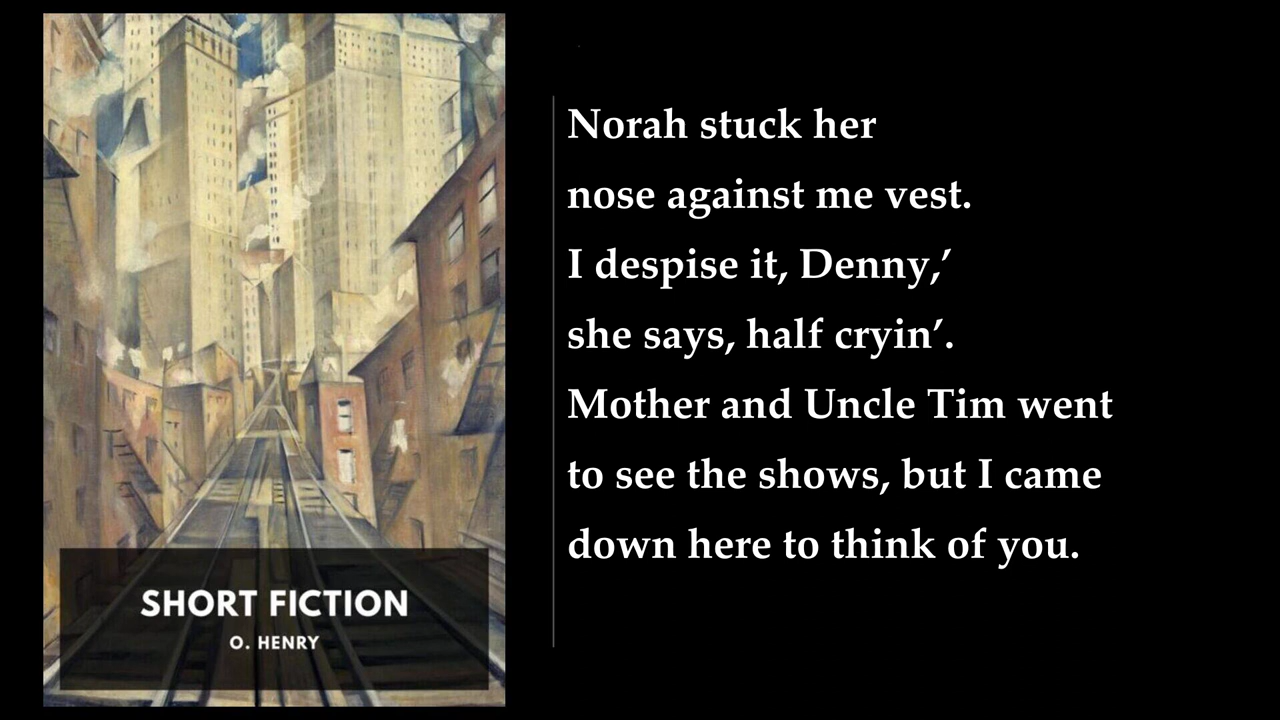 Norah stuck her
nose against me vest.
I despise it, Denny,’
she says, half cryin’.
Mother and Uncle Tim went
to see the shows, but I came
down here to think of you.
SHORT FICTION
O. HENRY